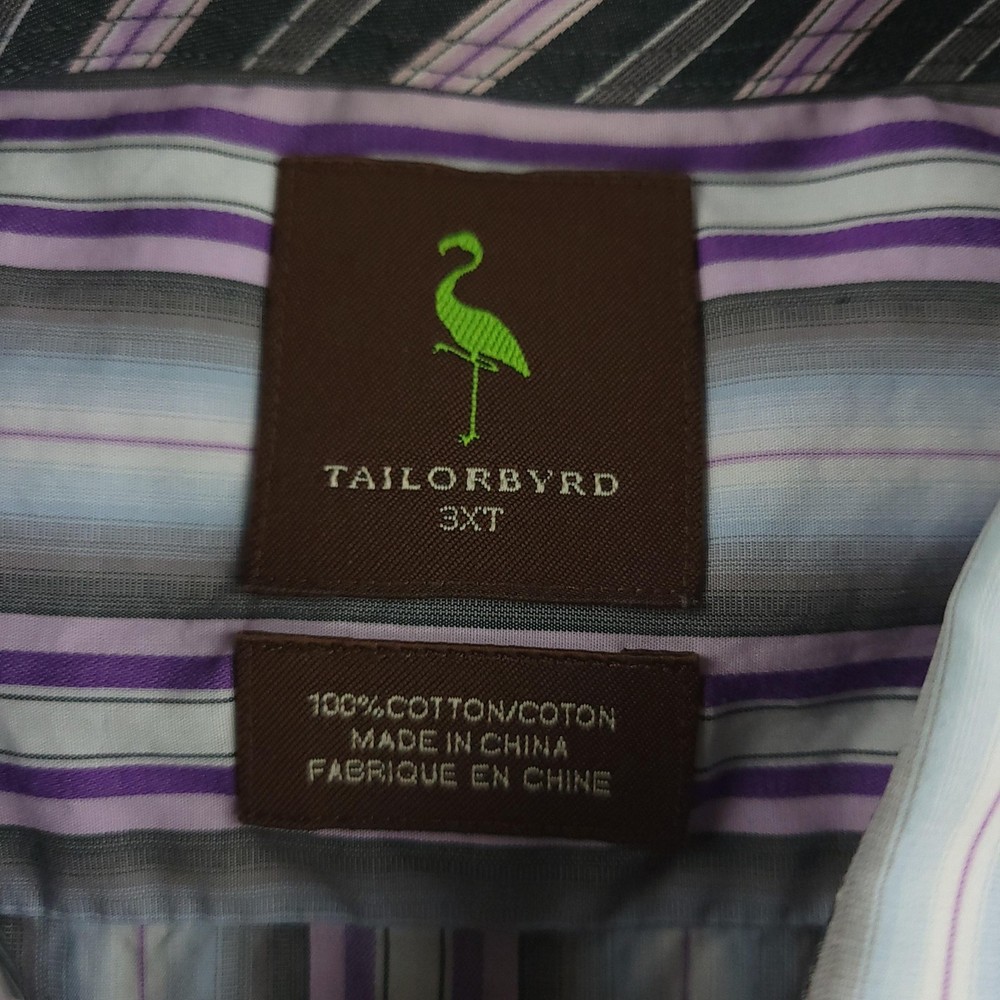 TAILORBYRD
3XT
100%COTTON/COTON
MADE IN CHINA
FABRIQUE EN CHINE